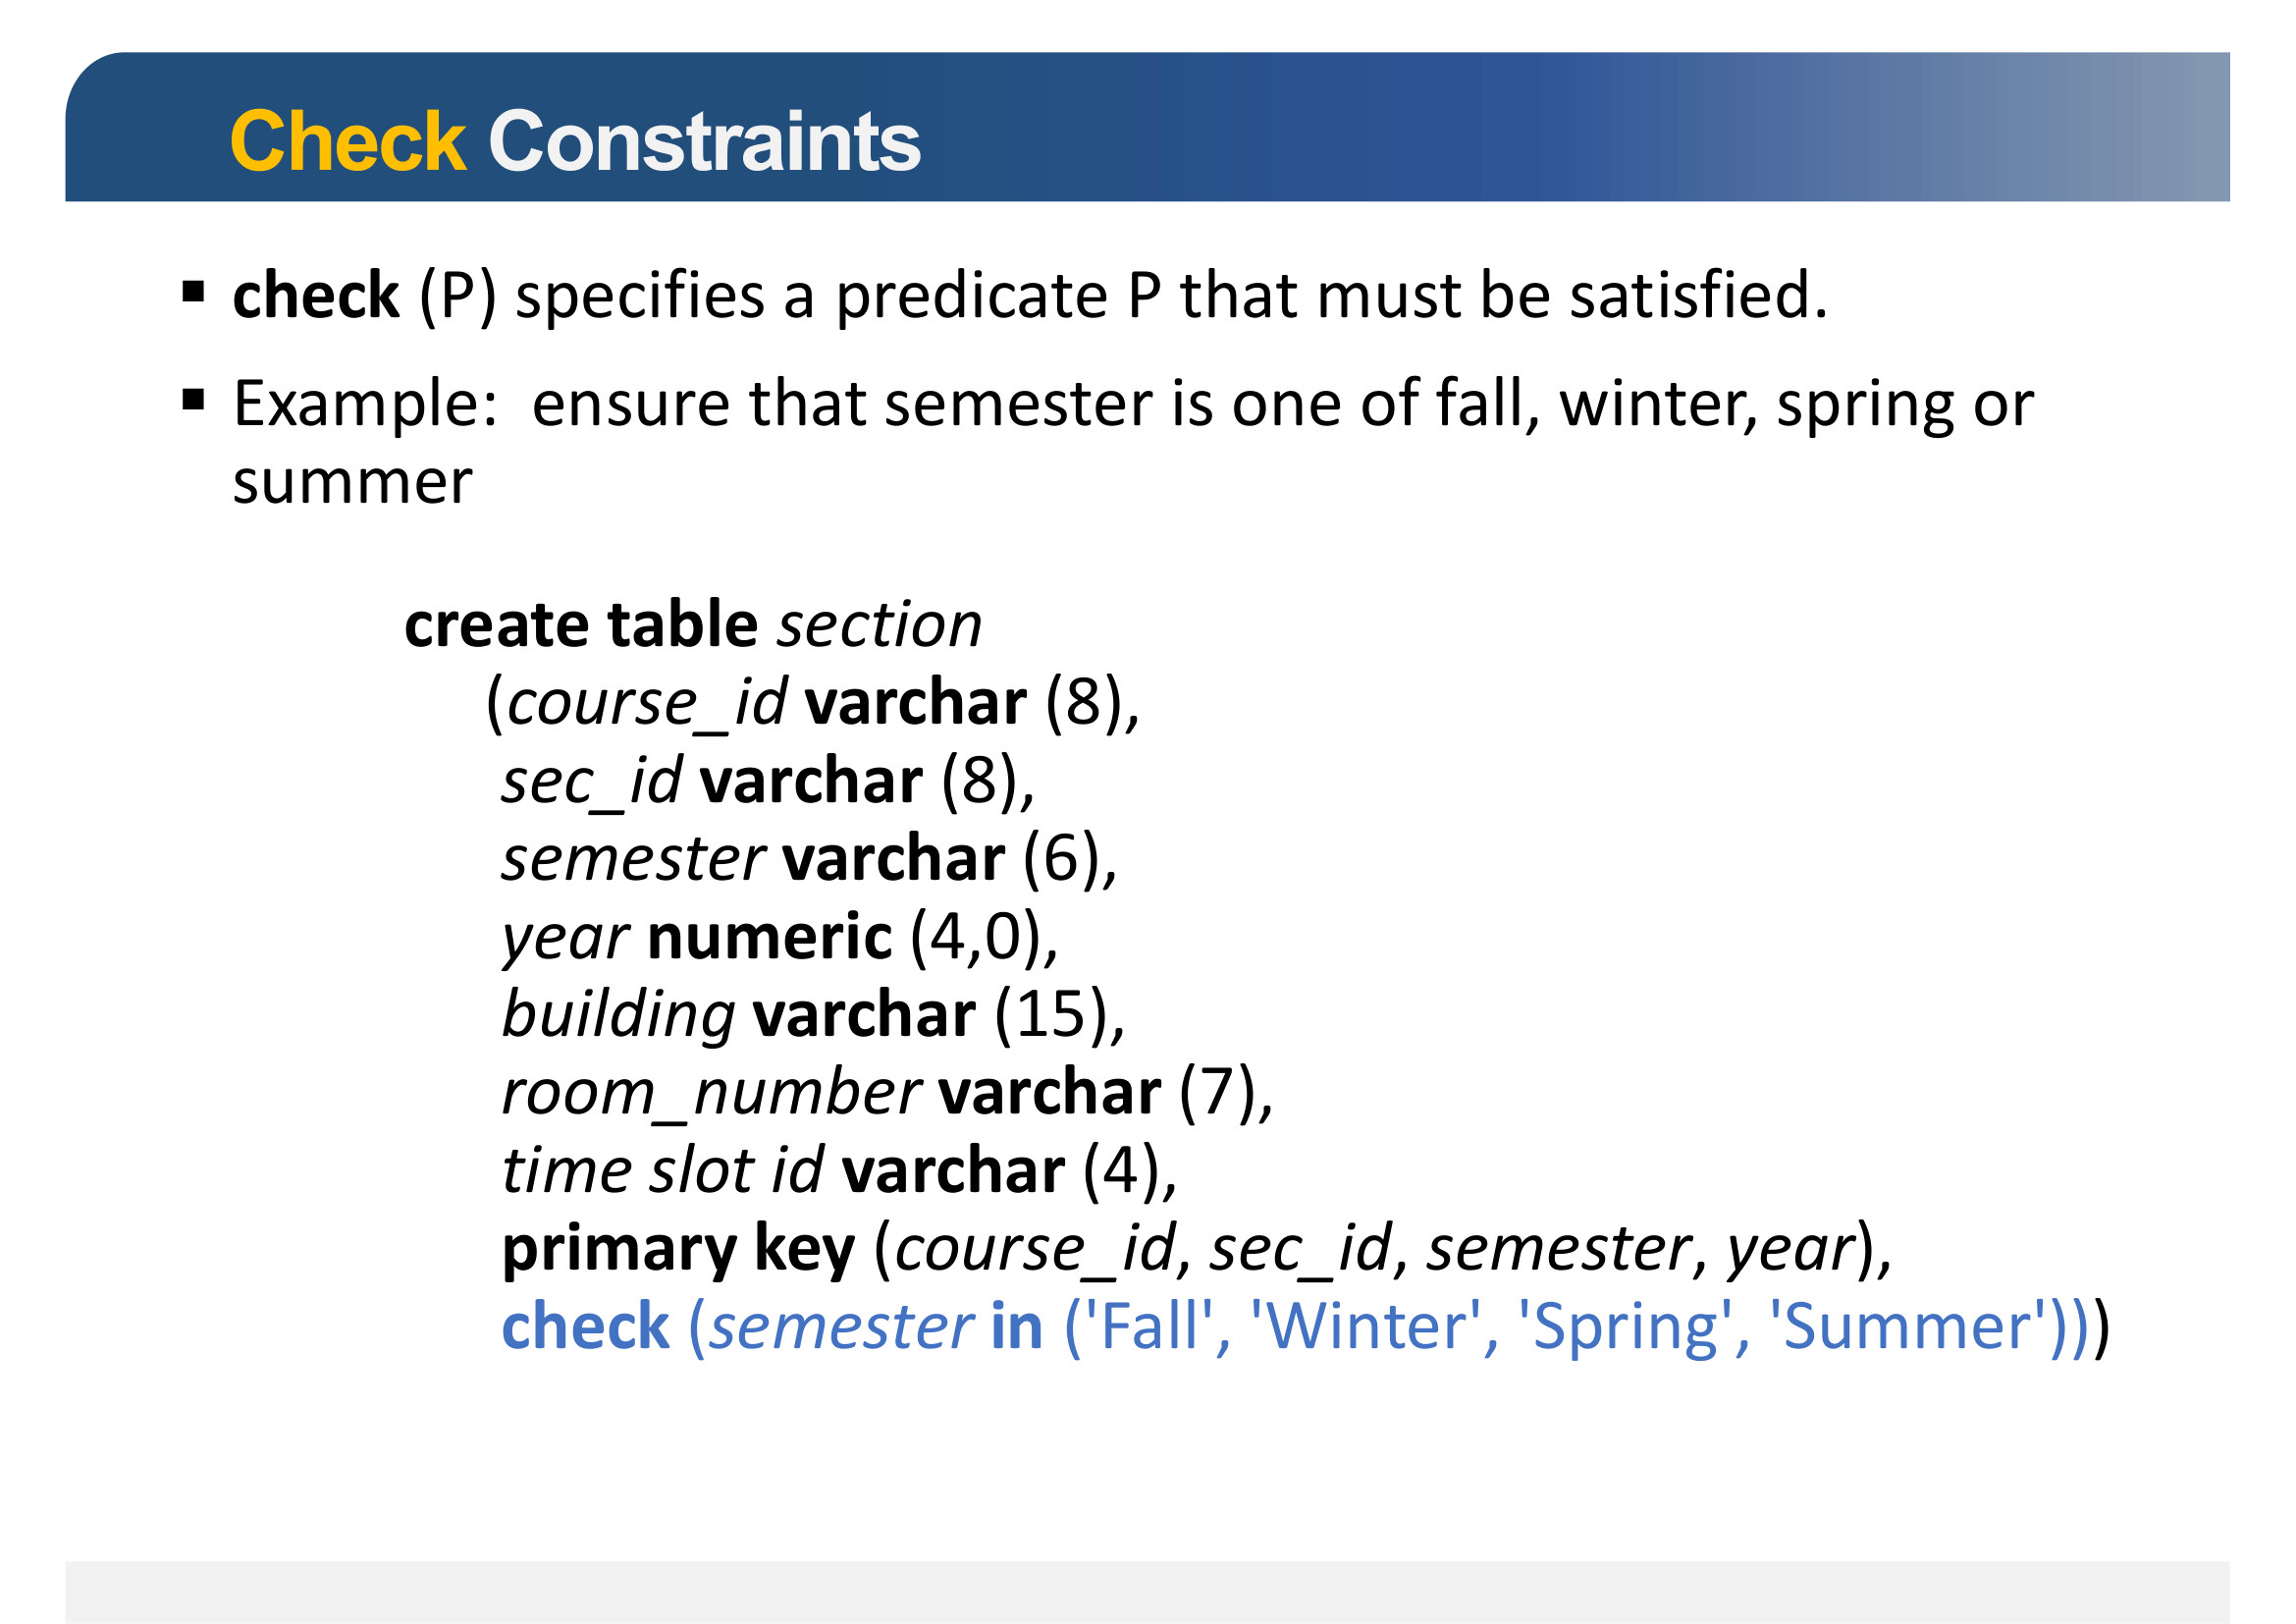 Check Constraints
▪ check (P) specifies a predicate P that must be satisfied.
▪ Example:  ensure that semester is one of fall, winter, spring or
summer
create table section
(course_id varchar (8),
sec_id varchar (8),
semester varchar (6),
year numeric (4,0),
building varchar (15),
room_number varchar (7),
time slot id varchar (4),
primary key (course_id, sec_id, semester, year),
check (semester in ('Fall', 'Winter', 'Spring', 'Summer')))